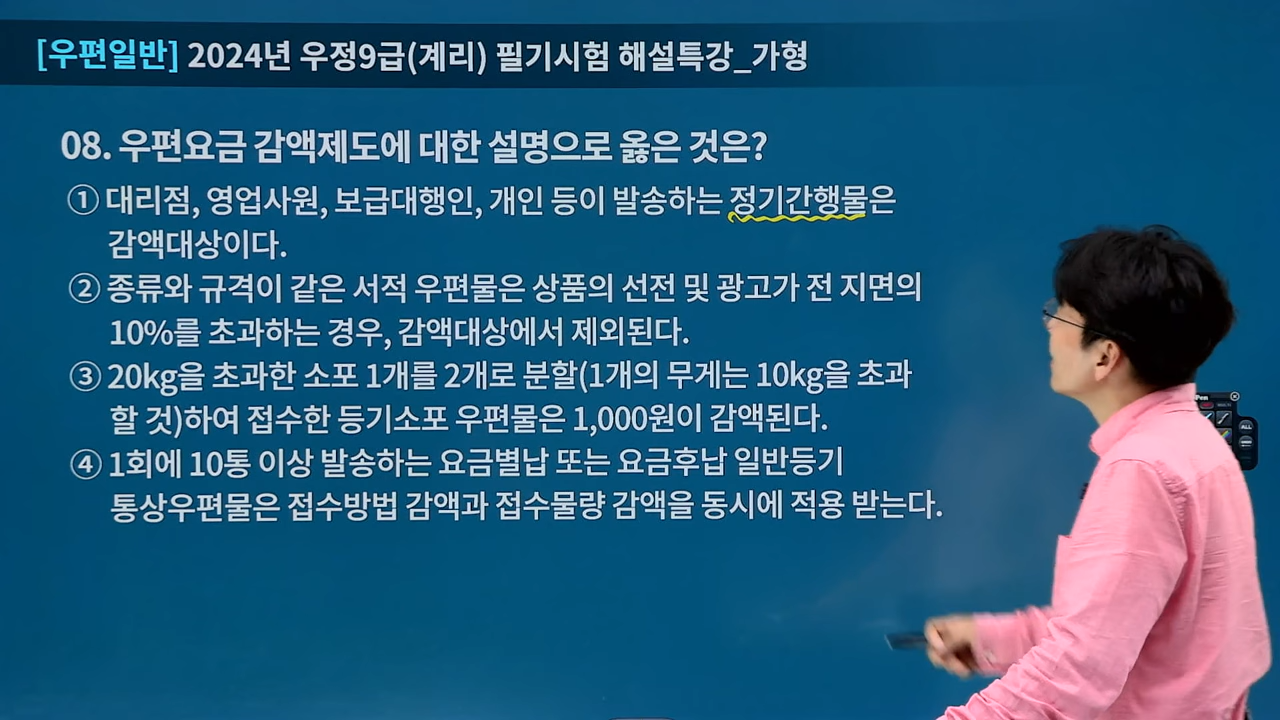 [우편일반] 2024년 우정9급(계리) 필기시험 해설특강_가형
08. 우편요금 감액제도에 대한 설명으로 옳은 것은?
① 대리점, 영업사원, 보급대행인, 개인 등이 발송하는 정기간행물은
감액대상이다.
② 종류와 규격이 같은 서적 우편물은 상품의 선전 및 광고가 전 지면의
10%를 초과하는 경우, 감액대상에서 제외된다.
③ 20kg을 초과한 소포 1개를 2개로 분할(1개의 무게는 10kg을 초과
할 것)하여 접수한 등기소포 우편물은 1,000원이 감액된다.
④ 1회에 10통 이상 발송하는 요금별납 또는 요금후납 일반등기
통상우편물은 접수방법 감액과 접수물량 감액을 동시에 적용 받는다.
Pen
ALL